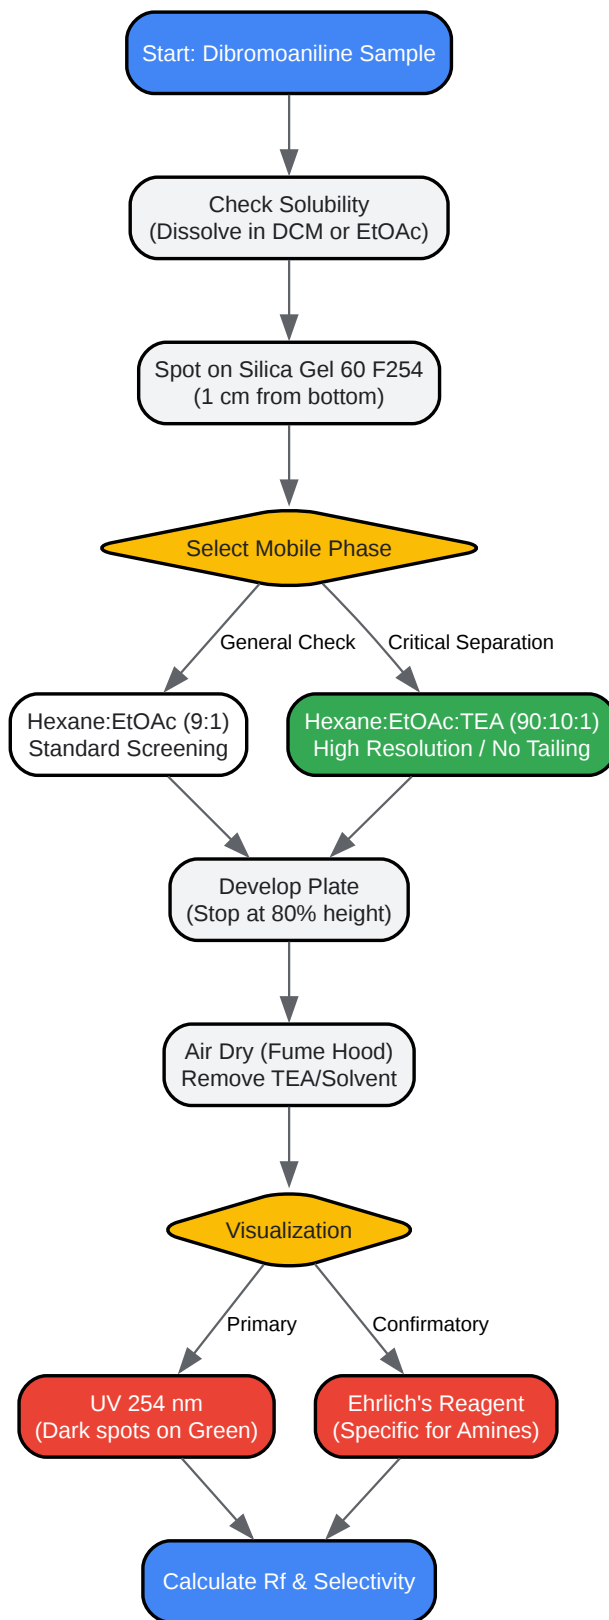 Start: Dibromoaniline Sample
Check Solubility
(Dissolve in DCM or EtOAc)
Spot on Silica Gel 60 F254
(1 cm from bottom)
Select Mobile Phase
General Check
Critical Separation
Hexane:EtOAc (9:1)
Standard Screening
Hexane:EtOAc:TEA (90:10:1)
High Resolution / No Tailing
Develop Plate
(Stop at 80% height)
Air Dry (Fume Hood)
Remove TEA/Solvent
Visualization
Primary
Confirmatory
UV 254 nm
(Dark spots on Green)
Ehrlich's Reagent
(Specific for Amines)
Calculate Rf & Selectivity